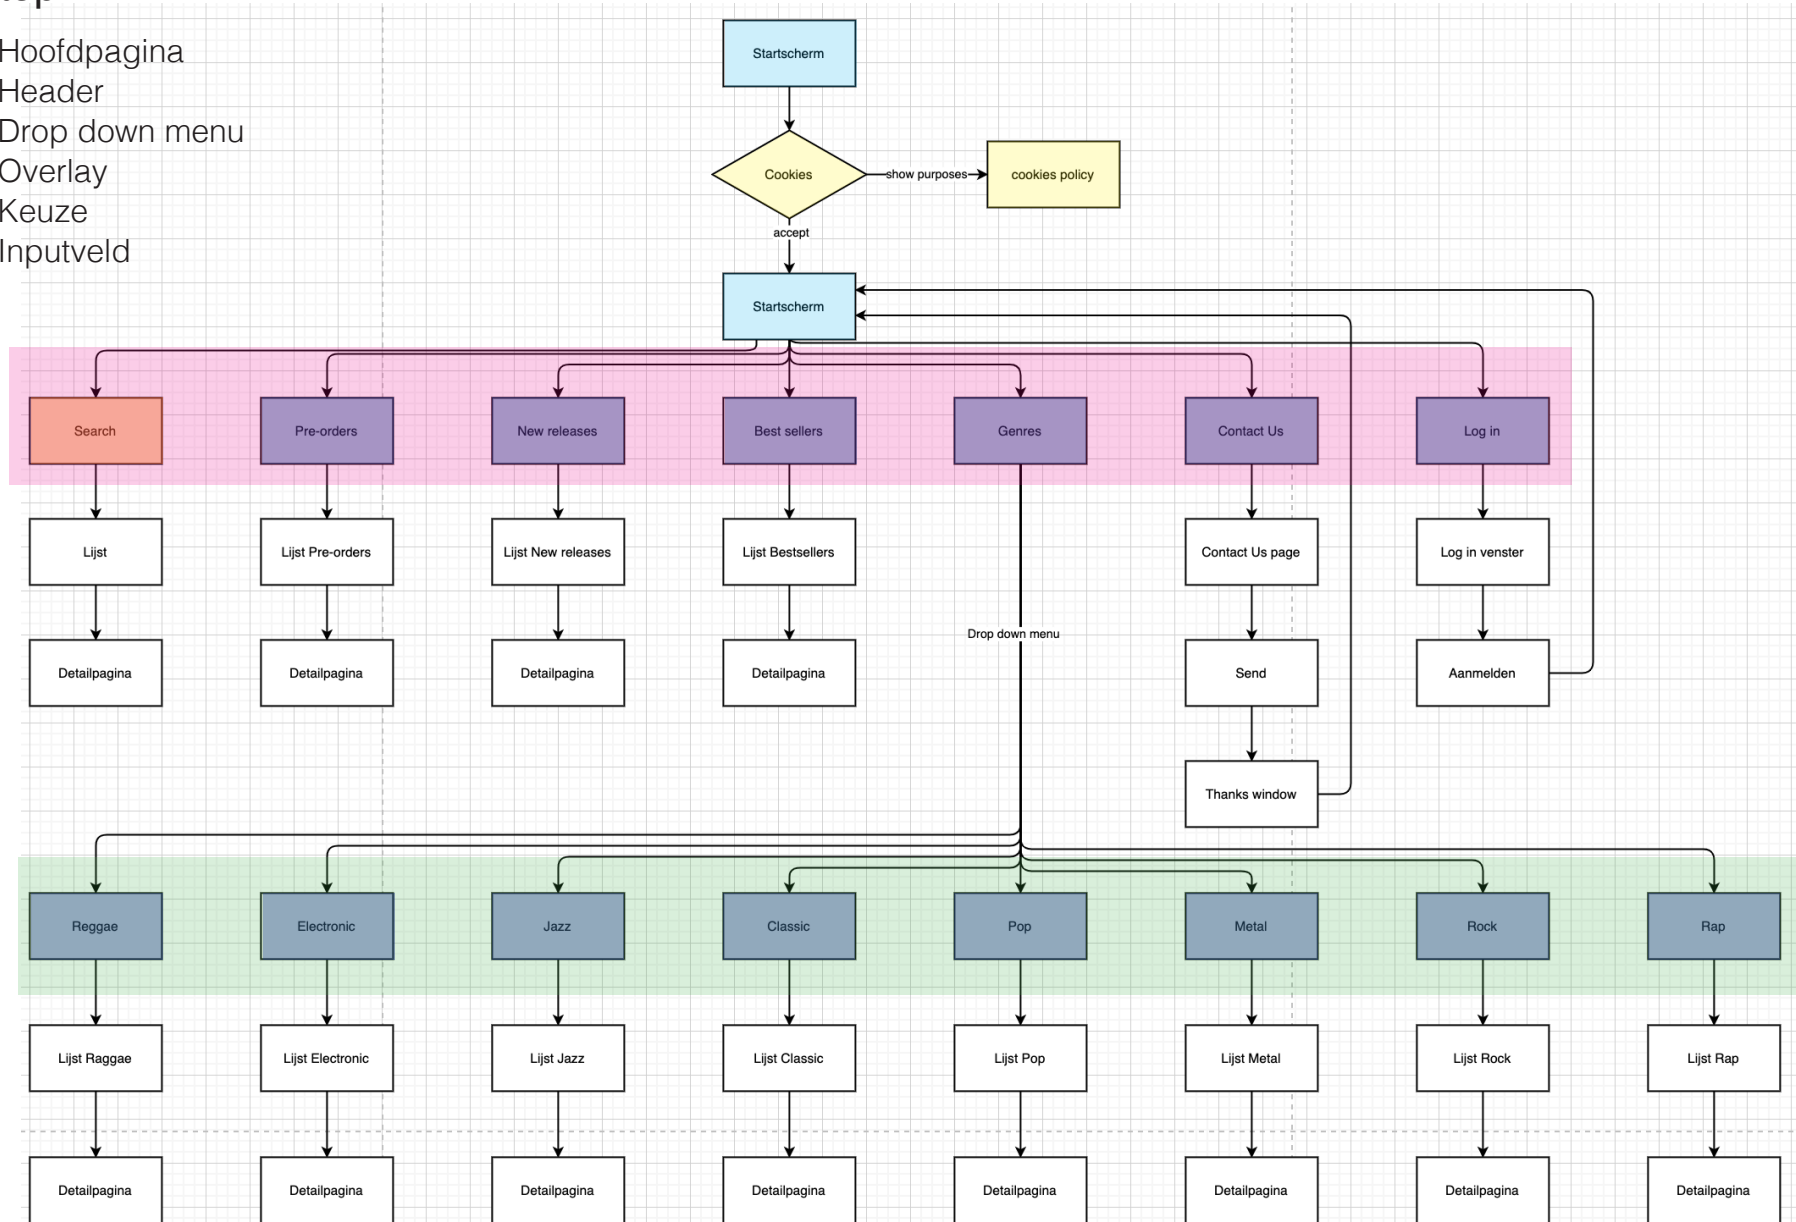 Hoofdpagina
Header
Drop down menu
Overlay
Keuze
Inputveld
Startscherm
Cookies
show purposes
cookies policy
accept
Startscherm
Search
Pre-orders
New releases
Best sellers
Genres
Contact Us
Log in
Lijst
Lijst Pre-orders
Lijst New releases
Lijst Bestsellers
Contact Us page
Log in venster
Drop down menu
Detailpagina
Detailpagina
Detailpagina
Detailpagina
Send
Aanmelden
Thanks window
Reggae
Electronic
Jazz
Classic
Pop
Metal
Rock
Rap
Lijst Raggae
Lijst Electronic
Lijst Jazz
Lijst Classic
Lijst Pop
Lijst Metal
Lijst Rock
Lijst Rap
Detailpagina
Detailpagina
Detailpagina
Detailpagina
Detailpagina
Detailpagina
Detailpagina
Detailpagina